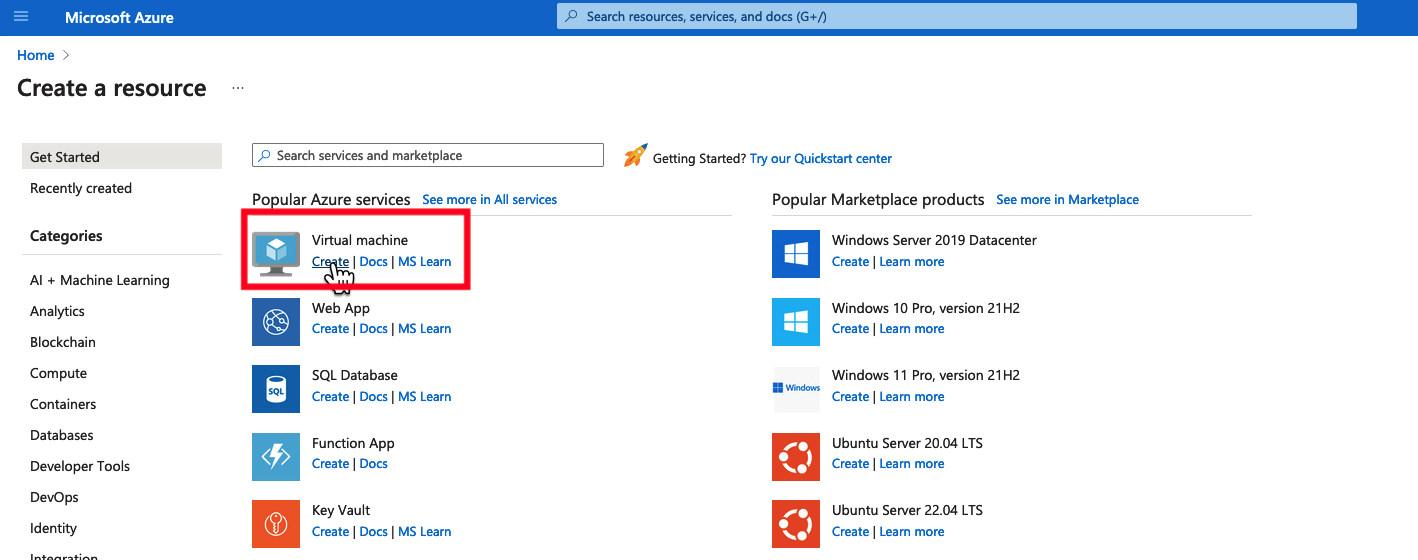 Microsoft Azure
Search resources, services, and docs (G+/)
Home >
Create a resource ...
Get Started
Recently created
Categories
AI + Machine Learning
Analytics
Blockchain
Compute
Containers
Databases
Developer Tools
DevOps
Identity
Integration
Search services and marketplace
Getting Started? Try our Quickstart center
Popular Azure services See more in All services
Virtual machine
Create | Docs | MS Learn
Web App
Create | Docs | MS Learn
SQL
SQL Database
Create | Docs | MS Learn
Function App
Create | Docs
Key Vault
Create | Docs | MS Learn
Popular Marketplace products See more in Marketplace
Windows Server 2019 Datacenter
Create | Learn more
Windows 10 Pro, version 21H2
Create | Learn more
Windows
Windows 11 Pro, version 21H2
Create | Learn more
Ubuntu Server 20.04 LTS
Create | Learn more
Ubuntu Server 22.04 LTS
Create | Learn more